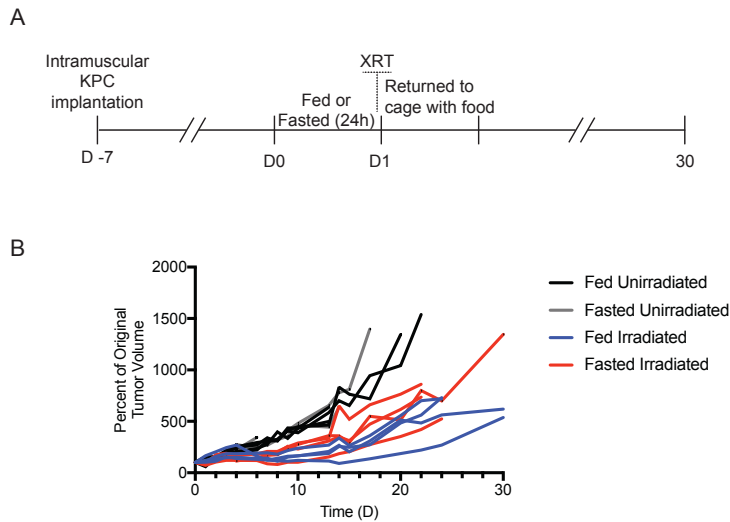 A
Intramuscular
KPC
implantation
XRT
Fed or
Fasted (24h)
Returned to
cage with food
D -7
D0
D1
30
B
2000
1500
1000
500
0
Percent of Original
Tumor Volume
0
10
20
30
Time (D)
Fed Unirradiated
Fasted Unirradiated
Fed Irradiated
Fasted Irradiated